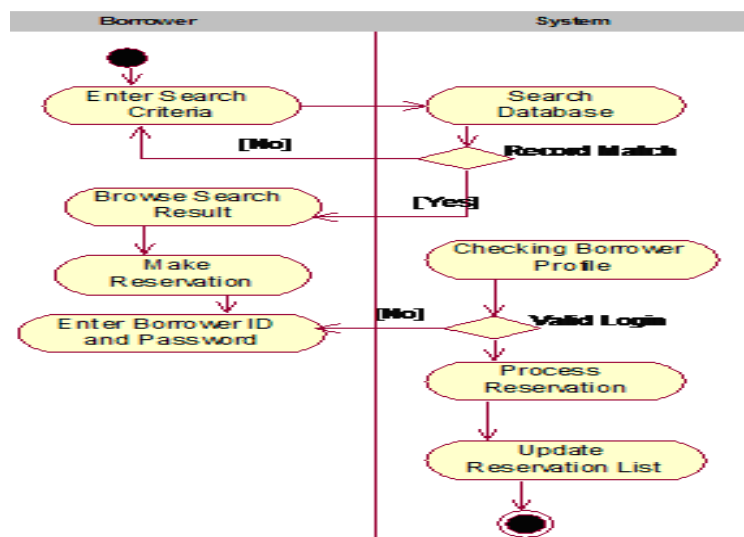 Borrower
System
Enter Search
Criteria
Search
Database
[No]
Record Match
Browse Search
Result
[Yes]
Make
Reservation
Checking Borrower
Profile
Enter Borrower ID
and Password
[No]
Valid Login
Process
Reservation
Update
Reservation List